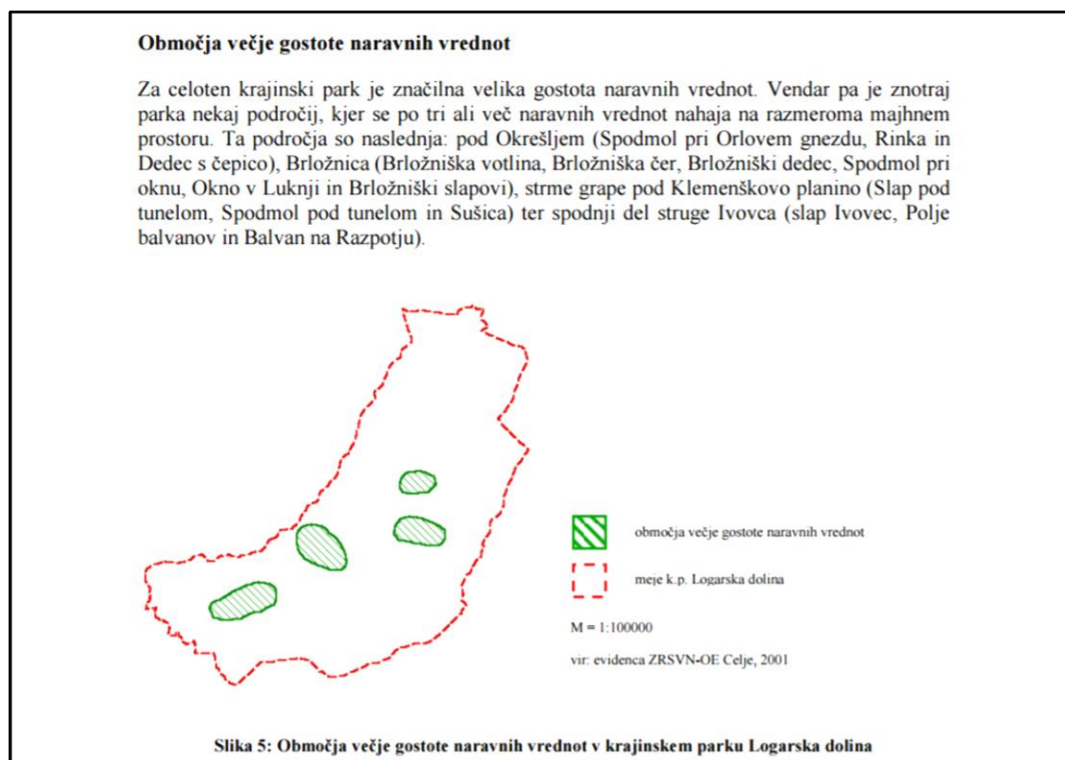 Območja večje gostote naravnih vrednot
Za celoten krajinski park je značilna velika gostota naravnih vrednot. Vendar pa je znotraj
parka nekaj področij, kjer se po tri ali več naravnih vrednot nahaja na razmeroma majhnem
prostoru. Ta področja so naslednja: pod Okrešljem (Spodmol pri Orlovem gnezdu, Rinka in
Dedec s čepico), Brložnica (Brložniška votlina, Brložniška čer, Brložniški dedec, Spodmol pri
oknu, Okno v Luknji in Brložniški slapovi), strme grape pod Klemenškovo planino (Slap pod
tunelom, Spodmol pod tunelom in Sušica) ter spodnji del struge Ivovca (slap Ivovec, Polje
balvanov in Balvan na Razpotju).
območja večje gostote naravnih vrednot
meje k.p. Logarska dolina
M = 1:100000
vir: evidenca ZRSVN-OE Celje, 2001
Slika 5: Območja večje gostote naravnih vrednot v krajinskem parku Logarska dolina